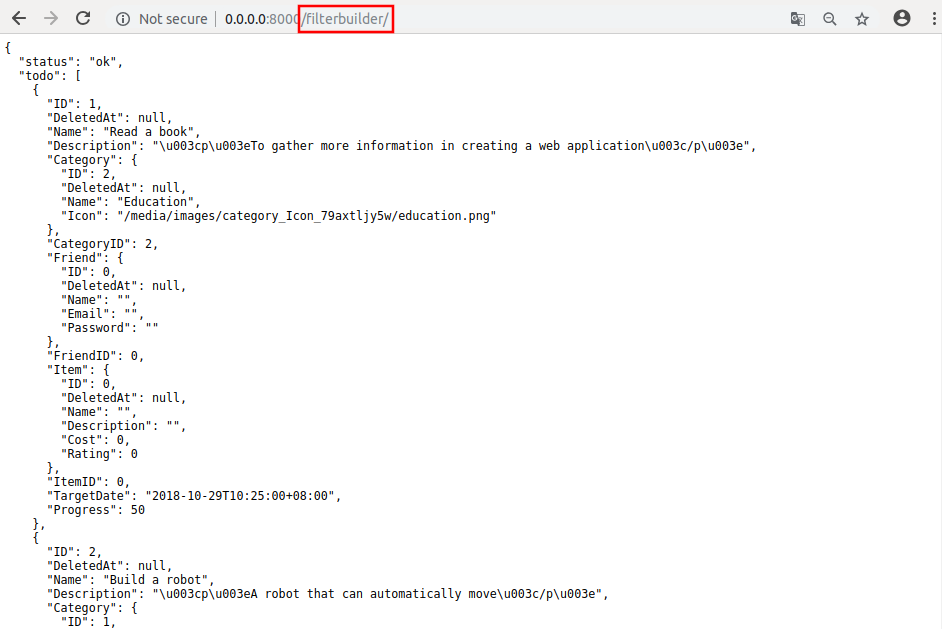 Not secure | 0.0.0.0:8000/filterbuilder/
{
  "status": "ok",
  "todo": [
    {
      "ID": 1,
      "DeletedAt": null,
      "Name": "Read a book",
      "Description": "\u003cp\u003eTo gather more information in creating a web application\u003c/p\u003e",
      "Category": {
        "ID": 2,
        "DeletedAt": null,
        "Name": "Education",
        "Icon": "/media/images/category_Icon_79axtljy5w/education.png"
      },
      "CategoryID": 2,
      "Friend": {
        "ID": 0,
        "DeletedAt": null,
        "Name": "",
        "Email": "",
        "Password": ""
      },
      "FriendID": 0,
      "Item": {
        "ID": 0,
        "DeletedAt": null,
        "Name": "",
        "Description": "",
        "Cost": 0,
        "Rating": 0
      },
      "ItemID": 0,
      "TargetDate": "2018-10-29T10:25:00+08:00",
      "Progress": 50
    },
    {
      "ID": 2,
      "DeletedAt": null,
      "Name": "Build a robot",
      "Description": "\u003cp\u003eA robot that can automatically move\u003c/p\u003e",
      "Category": {
        "ID": 1,